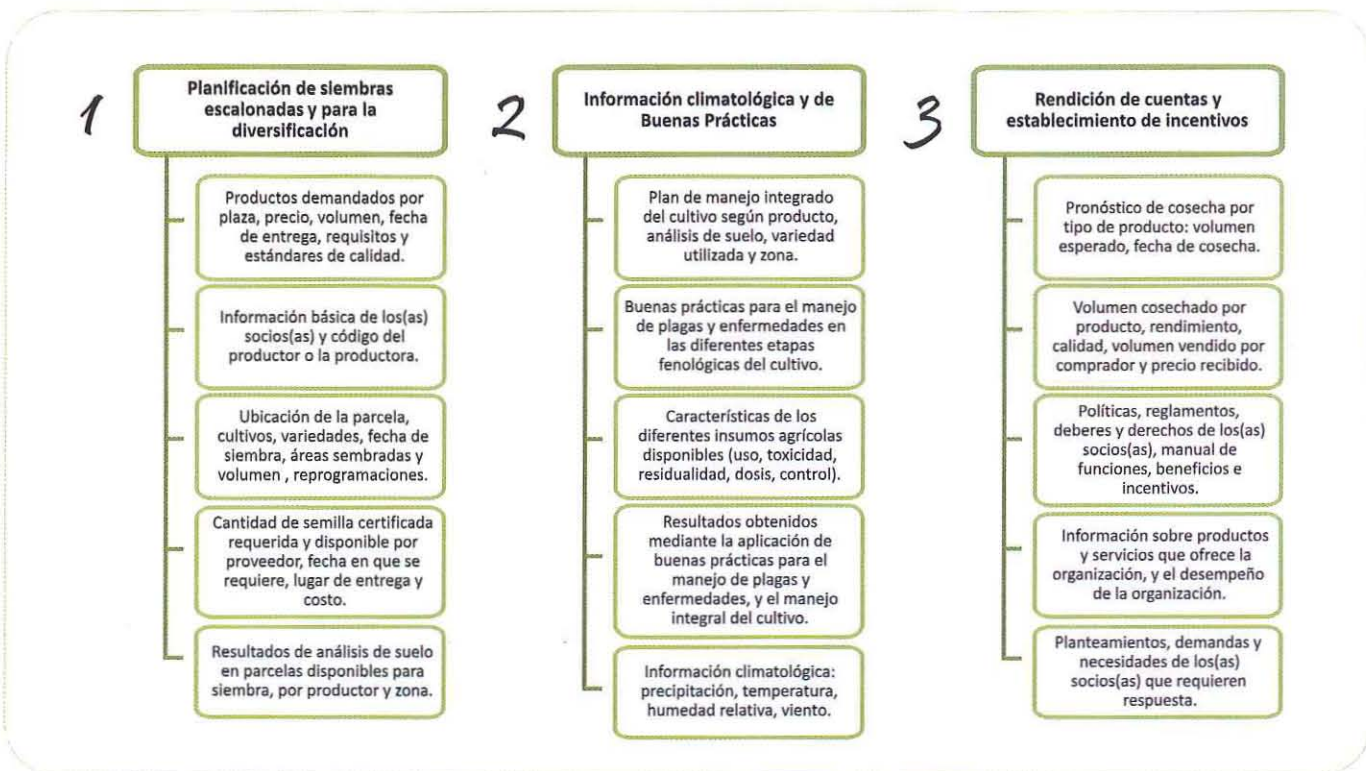 1
Planificación de siembras
escalonadas y para la
diversificación
Productos demandados por
plaza, precio, volumen, fecha
de entrega, requisitos y
estándares de calidad.
Información básica de los(as)
socios(as) y código del
productor o la productora.
Ubicación de la parcela,
cultivos, variedades, fecha de
siembra, áreas sembradas y
volumen , reprogramaciones.
Cantidad de semilla certificada
requerida y disponible por
proveedor, fecha en que se
requiere, lugar de entrega y
costo.
Resultados de análisis de suelo
en parcelas disponibles para
siembra, por productor y zona.
2
Información climatológica y de
Buenas Prácticas
Plan de manejo integrado
del cultivo según producto,
análisis de suelo, variedad
utilizada y zona.
Buenas prácticas para el manejo
de plagas y enfermedades en
las diferentes etapas
fenológicas del cultivo.
Características de los
diferentes insumos agrícolas
disponibles (uso, toxicidad,
residualidad, dosis, control).
Resultados obtenidos
mediante la aplicación de
buenas prácticas para el
manejo de plagas y
enfermedades, y el manejo
integral del cultivo.
Información climatológica:
precipitación, temperatura,
humedad relativa, viento.
3
Rendición de cuentas y
establecimiento de incentivos
Pronóstico de cosecha por
tipo de producto: volumen
esperado, fecha de cosecha.
Volumen cosechado por
producto, rendimiento,
calidad, volumen vendido por
comprador y precio recibido.
Políticas, reglamentos,
deberes y derechos de los(as)
socios(as), manual de
funciones, beneficios e
incentivos.
Información sobre productos
y servicios que ofrece la
organización, y el desempeño
de la organización.
Planteamientos, demandas y
necesidades de los(as)
socios(as) que requieren
respuesta.